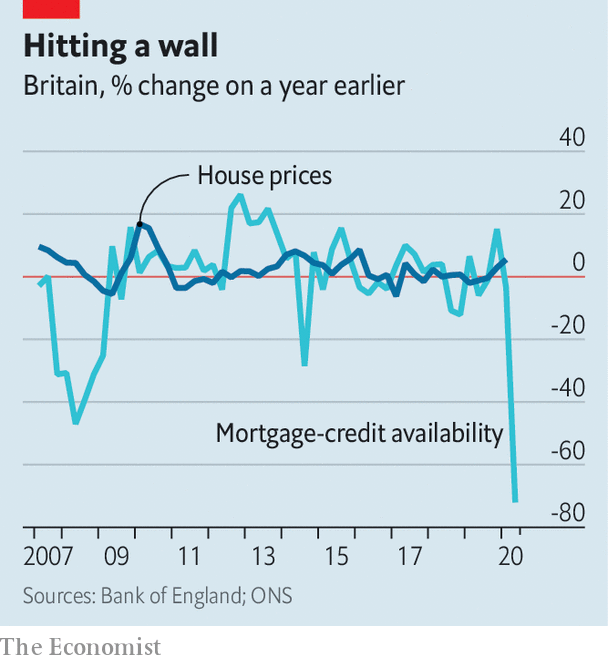 Hitting a wall
Britain, % change on a year earlier
40
House prices
20
0
-20
-40
Mortgage-credit availability
-60
-80
2007 09 11 13 15 17 20
Sources: Bank of England; ONS
The Economist